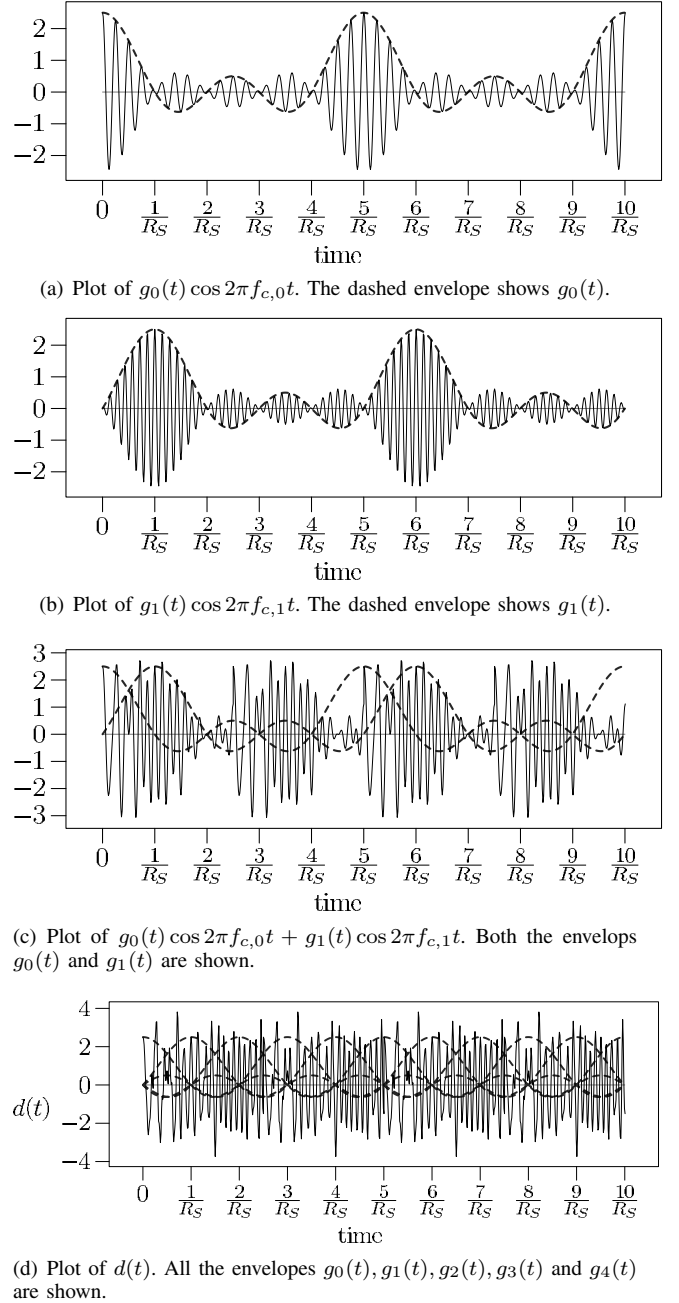 2
1
0
−1
−2
0 1/R_S 2/R_S 3/R_S 4/R_S 5/R_S 6/R_S 7/R_S 8/R_S 9/R_S 10/R_S
time
(a) Plot of g_0(t) cos 2πf_{c,0}t. The dashed envelope shows g_0(t).
2
1
0
−1
−2
0 1/R_S 2/R_S 3/R_S 4/R_S 5/R_S 6/R_S 7/R_S 8/R_S 9/R_S 10/R_S
time
(b) Plot of g_1(t) cos 2πf_{c,1}t. The dashed envelope shows g_1(t).
3
2
1
0
−1
−2
−3
0 1/R_S 2/R_S 3/R_S 4/R_S 5/R_S 6/R_S 7/R_S 8/R_S 9/R_S 10/R_S
time
(c) Plot of g_0(t) cos 2πf_{c,0}t + g_1(t) cos 2πf_{c,1}t. Both the envelops
g_0(t) and g_1(t) are shown.
4
2
0
d(t)
−2
−4
0 1/R_S 2/R_S 3/R_S 4/R_S 5/R_S 6/R_S 7/R_S 8/R_S 9/R_S 10/R_S
time
(d) Plot of d(t). All the envelopes g_0(t), g_1(t), g_2(t), g_3(t) and g_4(t)
are shown.